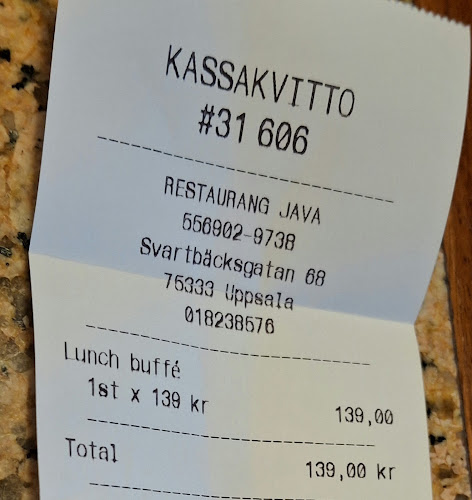 KASSAKVITTO
#31 606
RESTAURANG JAVA
556902-9738
Svartbäcksgatan 68
75333 Uppsala
018238576
Lunch buffé
1st x 139 kr 139,00
Total 139,00 kr